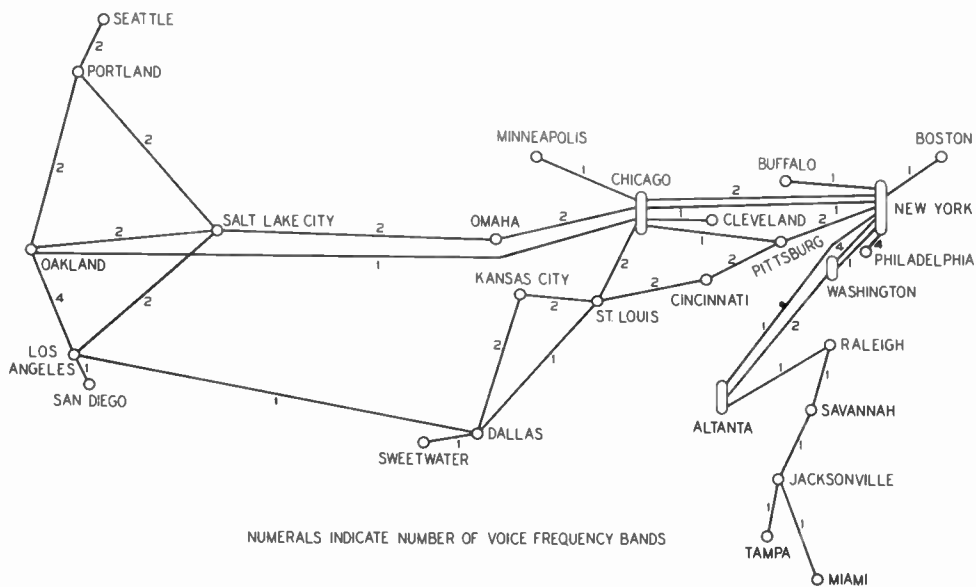 SEATTLE
2
PORTLAND
2
2
MINNEAPOLIS
1
CHICAGO
BUFFALO
1
BOSTON
1
2
1
NEW YORK
SALT LAKE CITY
2
2
OMAHA
2
1
CLEVELAND
1
2
1
PITTSBURG
4
4
PHILADELPHIA
OAKLAND
1
KANSAS CITY
2
2
2
CINCINNATI
1
WASHINGTON
4
2
2
ST. LOUIS
LOS
ANGELES
1
SAN DIEGO
1
2
1
1
2
RALEIGH
1
1
SAVANNAH
ALTANTA
DALLAS
1
SWEETWATER
1
JACKSONVILLE
1
1
TAMPA
MIAMI
NUMERALS INDICATE NUMBER OF VOICE FREQUENCY BANDS